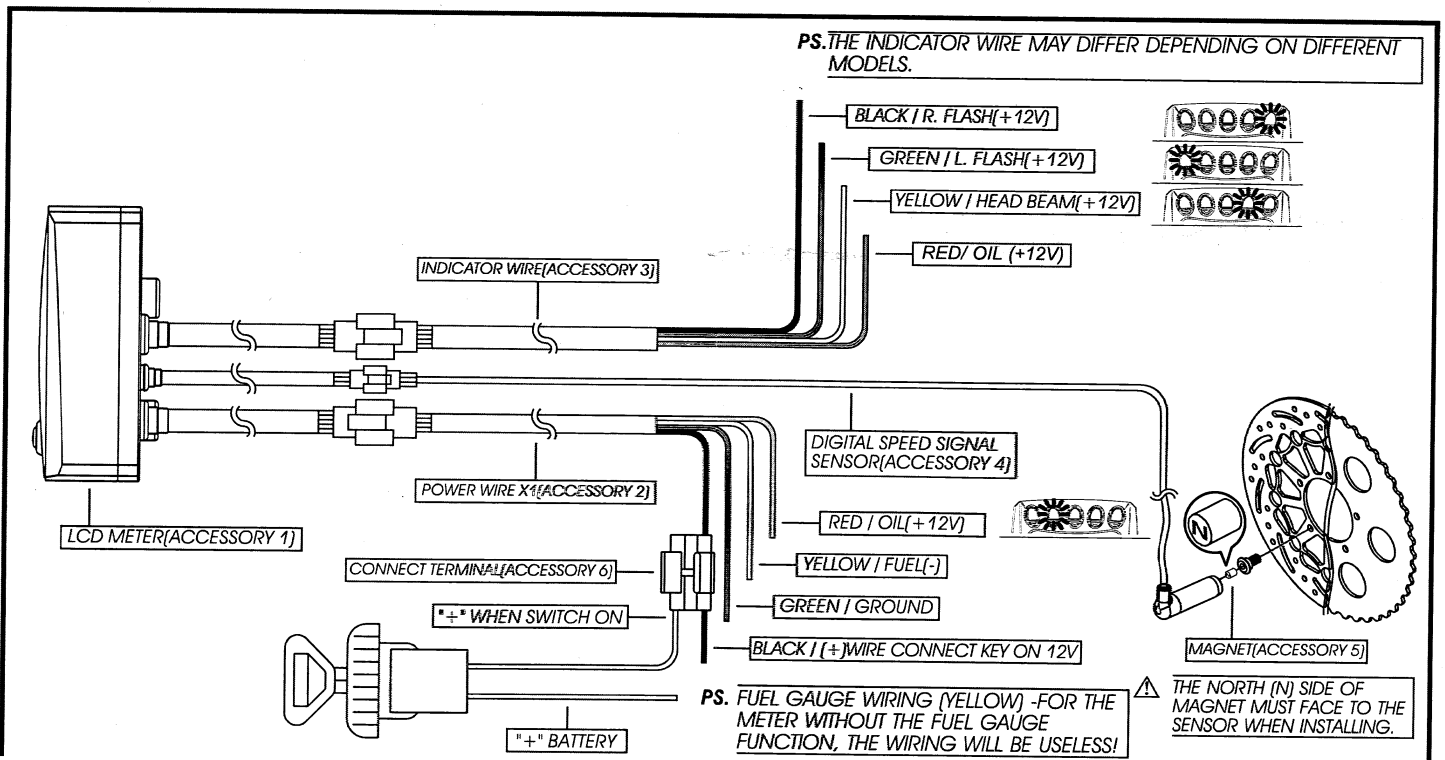 PS.THE INDICATOR WIRE MAY DIFFER DEPENDING ON DIFFERENT
MODELS.
BLACK / R. FLASH(+12V)
GREEN / L. FLASH(+12V)
YELLOW / HEAD BEAM(+12V)
RED/ OIL (+12V)
INDICATOR WIRE(ACCESSORY 3)
DIGITAL SPEED SIGNAL
SENSOR(ACCESSORY 4)
POWER WIRE X1(ACCESSORY 2)
N
LCD METER(ACCESSORY 1)
RED / OIL(+12V)
CONNECT TERMINAL(ACCESSORY 6)
YELLOW / FUEL(-)
"+" WHEN SWITCH ON
GREEN / GROUND
BLACK / (+)WIRE CONNECT KEY ON 12V
MAGNET(ACCESSORY 5)
PS. FUEL GAUGE WIRING (YELLOW) -FOR THE
METER WITHOUT THE FUEL GAUGE
FUNCTION, THE WIRING WILL BE USELESS!
THE NORTH (N) SIDE OF
MAGNET MUST FACE TO THE
SENSOR WHEN INSTALLING.
"+" BATTERY